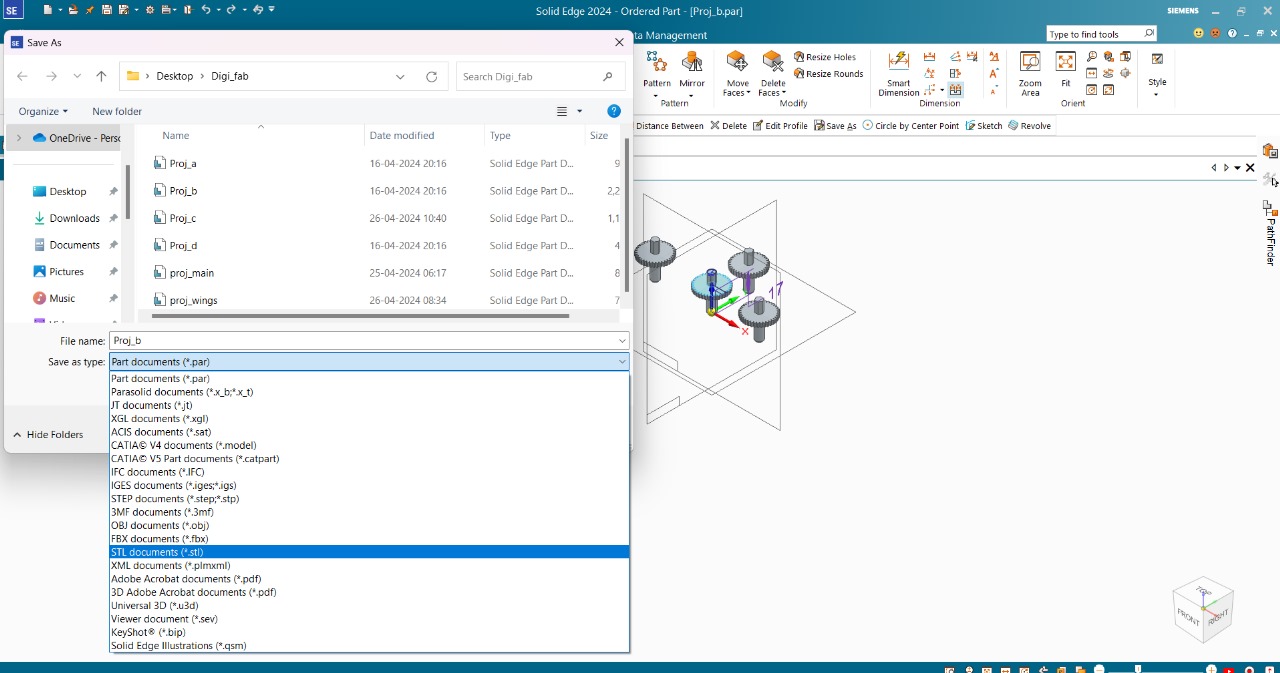 SE
Solid Edge 2024 - Ordered Part - [Proj_b.par]
SIEMENS
SE Save As
ta Management
Type to find tools
Desktop > Digi_fab
Search Digi_fab
Organize
New folder
Name
Date modified
Type
Size
OneDrive - Perso
Desktop
Downloads
Documents
Pictures
Music
Proj_a 16-04-2024 20:16 Solid Edge Part D... 9
Proj_b 16-04-2024 20:16 Solid Edge Part D... 2,2
Proj_c 26-04-2024 10:40 Solid Edge Part D... 1,1
Proj_d 16-04-2024 20:16 Solid Edge Part D... 4
proj_main 25-04-2024 06:17 Solid Edge Part D... 8
proj_wings 26-04-2024 08:34 Solid Edge Part D... 7
File name: Proj_b
Save as type: Part documents (*.par)
Part documents (*.par)
Parasolid documents (*.x_b;*.x_t)
JT documents (*.jt)
XGL documents (*.xgl)
ACIS documents (*.sat)
CATIA© V4 documents (*.model)
CATIA© V5 Part documents (*.catpart)
IFC documents (*.IFC)
IGES documents (*.iges;*.igs)
STEP documents (*.step;*.stp)
3MF documents (*.3mf)
OBJ documents (*.obj)
FBX documents (*.fbx)
STL documents (*.stl)
XML documents (*.plmxml)
Adobe Acrobat documents (*.pdf)
3D Adobe Acrobat documents (*.pdf)
Universal 3D (*.u3d)
Viewer document (*.sev)
KeyShot® (*.bip)
Solid Edge Illustrations (*.qsm)
Hide Folders
Pattern
Mirror
Pattern
Move Faces
Delete Faces
Resize Holes
Resize Rounds
Modify
Smart Dimension
Dimension
Zoom Area
Fit
Orient
Style
Distance Between
Delete
Edit Profile
Save As
Circle by Center Point
Sketch
Revolve
PathFinder
17
X
TOP
FRONT
RIGHT